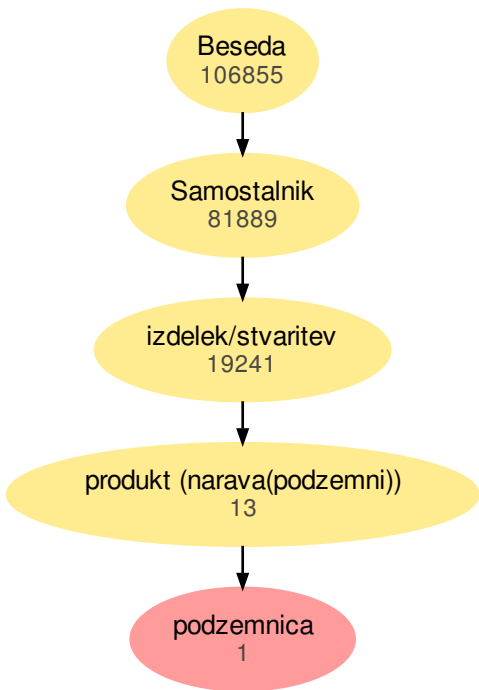 Beseda
106855
Samostalnik
81889
izdelek/stvaritev
19241
produkt (narava(podzemni))
13
podzemnica
1